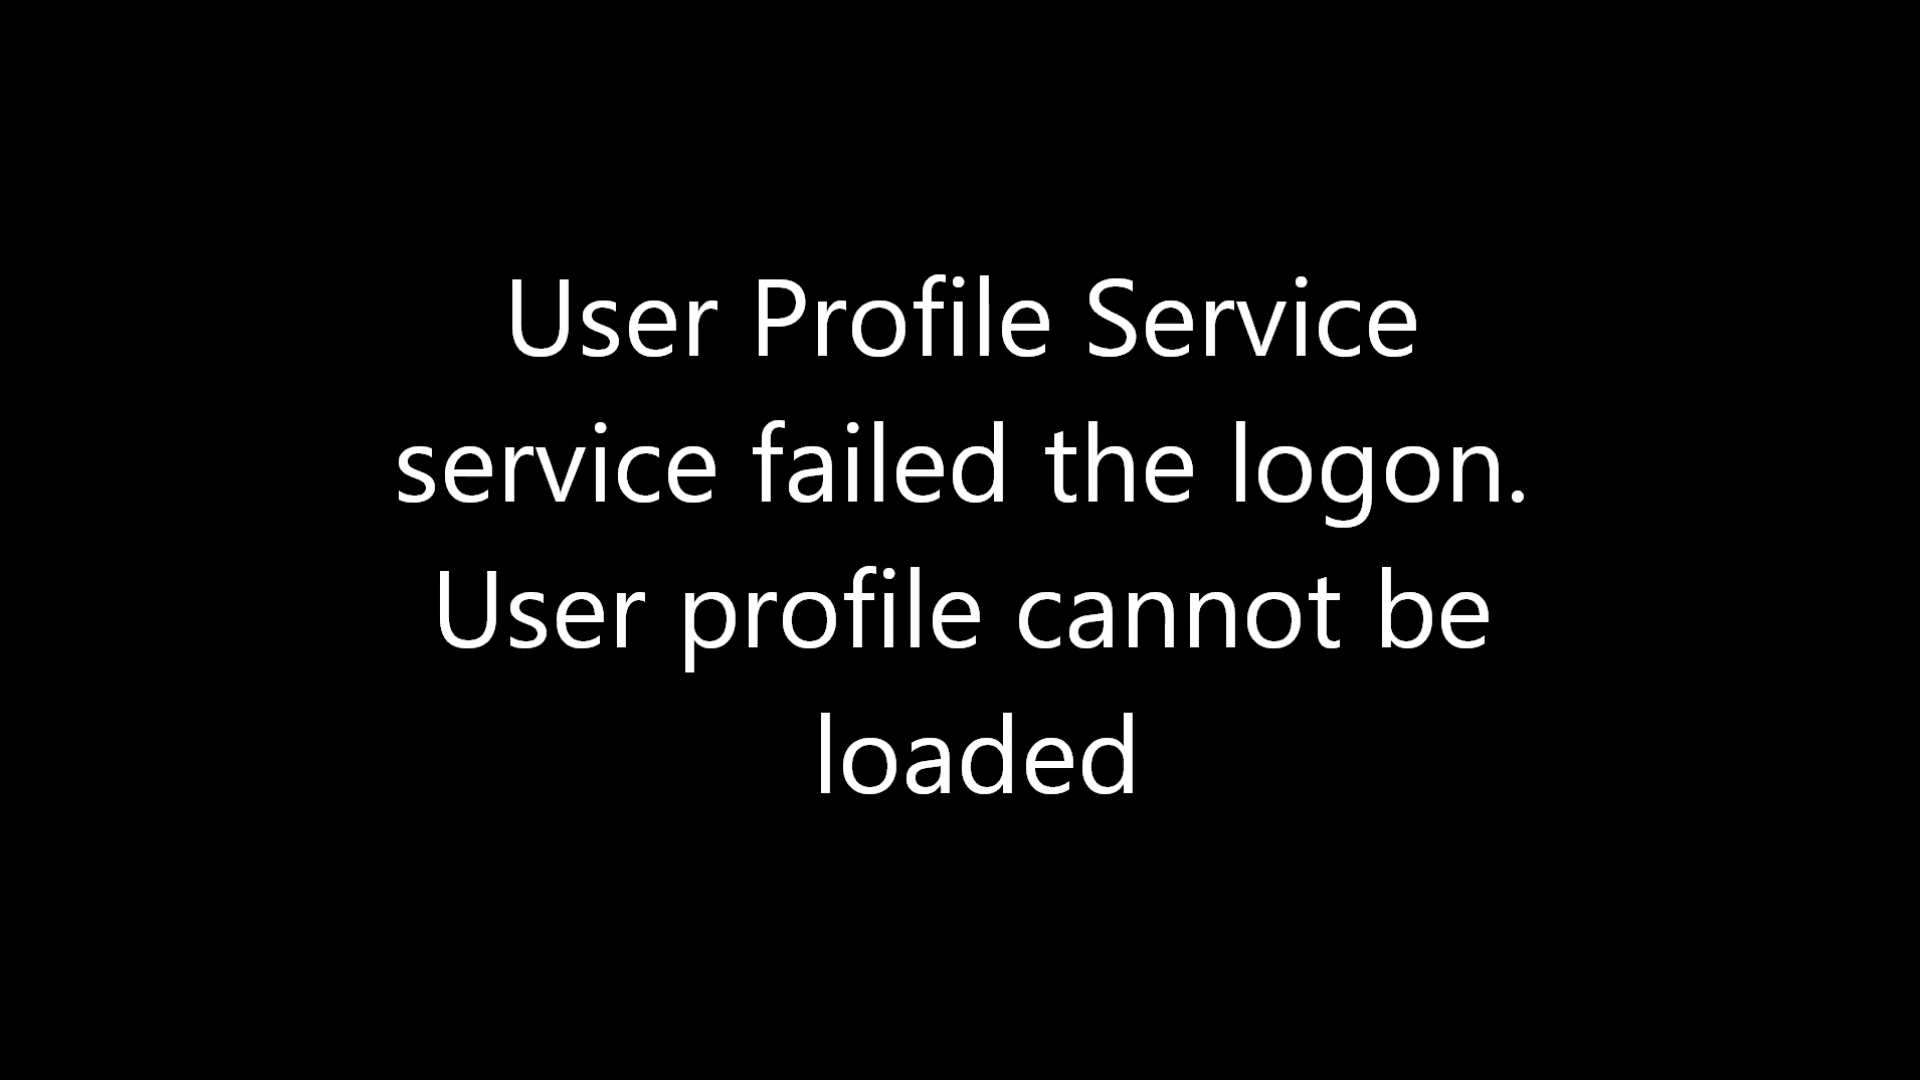 User Profile Service
service failed the logon.
User profile cannot be
loaded